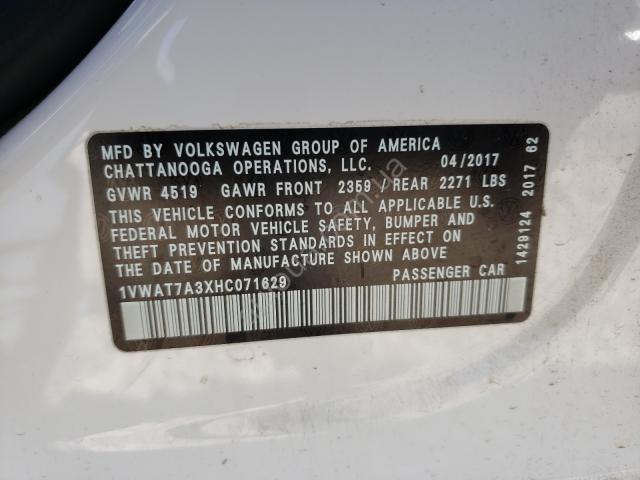 MFD BY VOLKSWAGEN GROUP OF AMERICA
CHATTANOOGA OPERATIONS, LLC. 04/2017
GVWR 4519 GAWR FRONT 2359 / REAR 2271 LBS
THIS VEHICLE CONFORMS TO ALL APPLICABLE U.S.
FEDERAL MOTOR VEHICLE SAFETY, BUMPER AND
THEFT PREVENTION STANDARDS IN EFFECT ON
THE DATE OF MANUFACTURE SHOWN ABOVE
1VWAT7A3XHC071629 PASSENGER CAR
1429124 2017 62